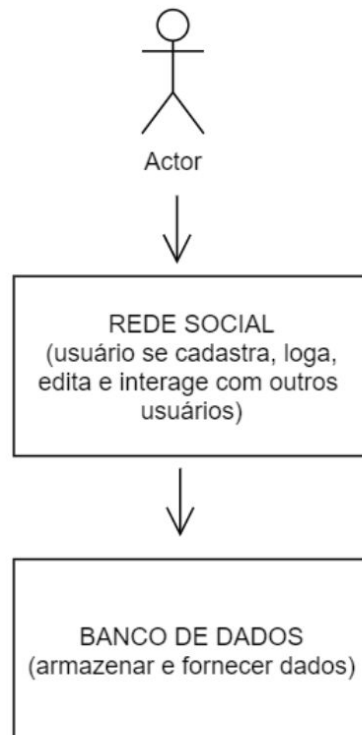 Actor
REDE SOCIAL
(usuário se cadastra, loga,
edita e interage com outros
usuários)
BANCO DE DADOS
(armazenar e fornecer dados)